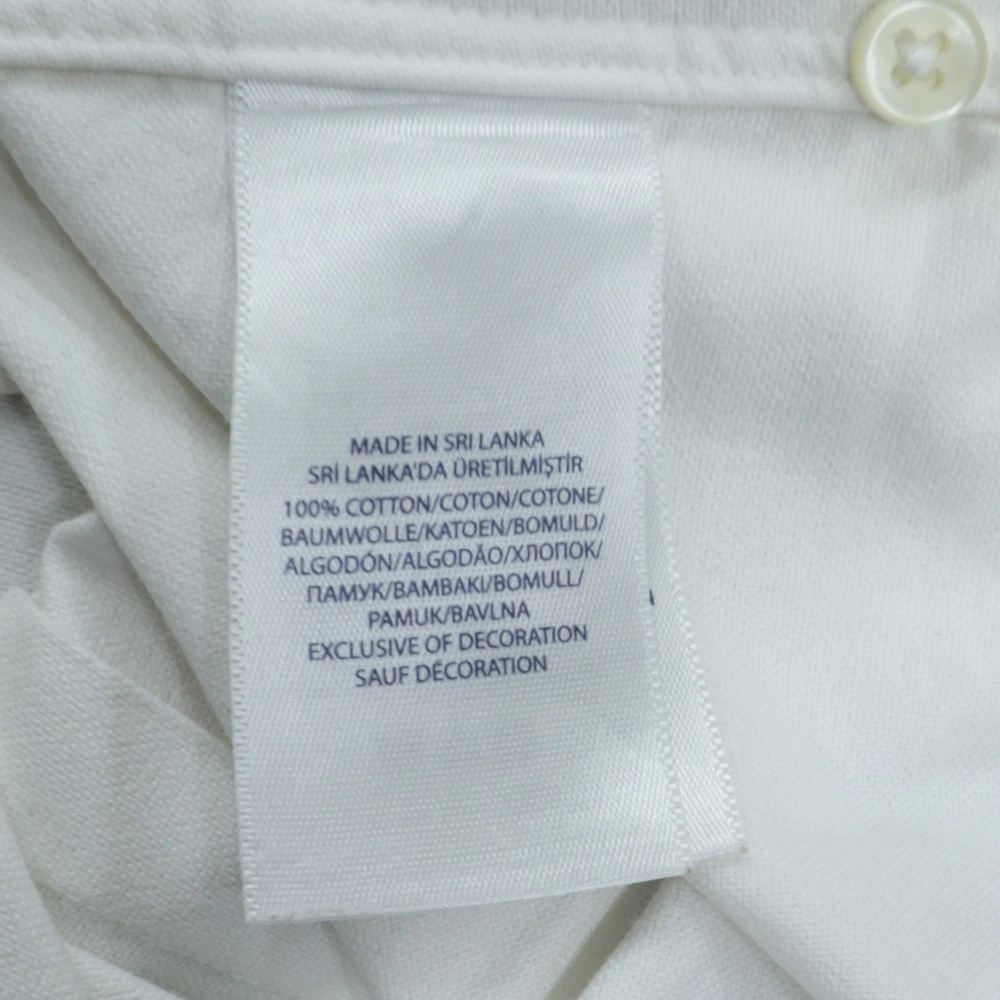 MADE IN SRI LANKA
SRİ LANKA'DA ÜRETİLMİŞTİR
100% COTTON/COTON/COTONE/
BAUMWOLLE/KATOEN/BOMULD/
ALGODÓN/ALGODÃO/ХЛОПОК/
ПАМУК/BAMBAKI/BOMULL/
PAMUK/BAVLNA
EXCLUSIVE OF DECORATION
SAUF DÉCORATION